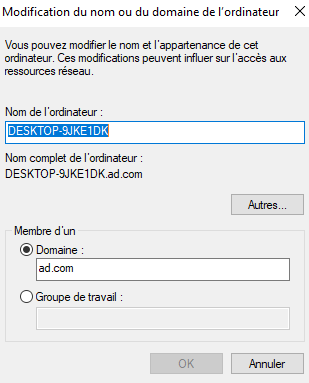 Modification du nom ou du domaine de l'ordinateur
Vous pouvez modifier le nom et l'appartenance de cet
ordinateur. Ces modifications peuvent influer sur l'accès aux
ressources réseau.
Nom de l'ordinateur :
DESKTOP-9JKE1DK
Nom complet de l'ordinateur :
DESKTOP-9JKE1DK.ad.com
Autres...
Membre d'un
Domaine :
ad.com
Groupe de travail :
OK
Annuler